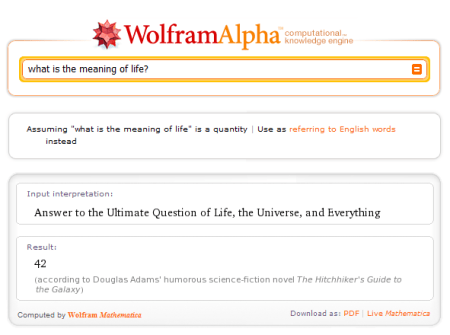 WolframAlpha™ computational... knowledge engine
what is the meaning of life?
Assuming "what is the meaning of life" is a quantity | Use as referring to English words
instead
Input interpretation:
Answer to the Ultimate Question of Life, the Universe, and Everything
Result:
42
(according to Douglas Adams' humorous science-fiction novel The Hitchhiker's Guide to
the Galaxy)
Computed by Wolfram Mathematica
Download as: PDF | Live Mathematica